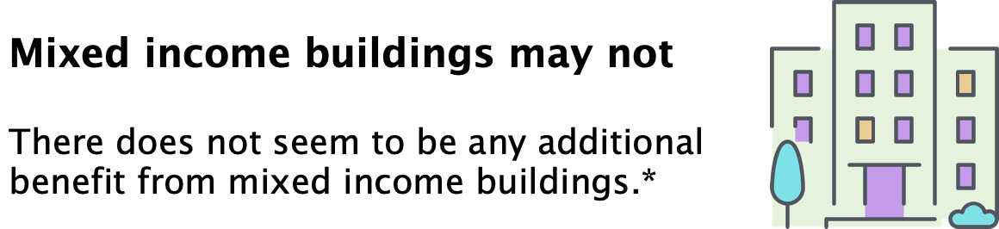 Mixed income buildings may not
There does not seem to be any additional
benefit from mixed income buildings.*